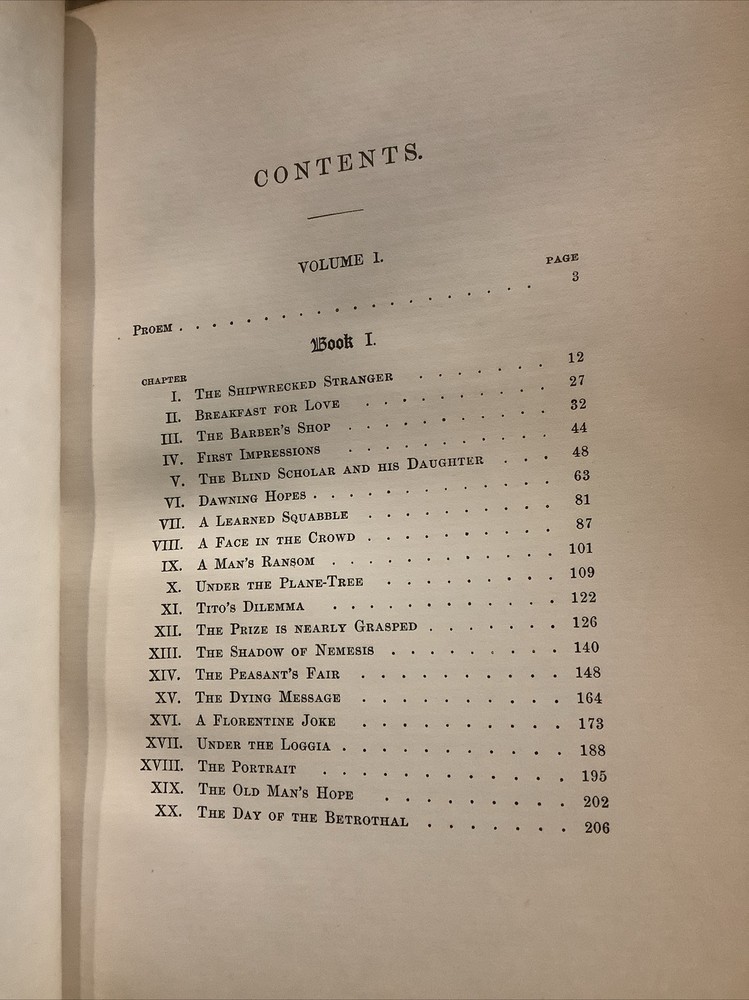 CONTENTS.
VOLUME I.
PAGE
PROEM . . . . . . . . . . . . . . . . . 3
Book I.
CHAPTER
I. THE SHIPWRECKED STRANGER . . . . . . 12
II. BREAKFAST FOR LOVE . . . . . . . . 27
III. THE BARBER'S SHOP . . . . . . . . . 32
IV. FIRST IMPRESSIONS . . . . . . . . . 44
V. THE BLIND SCHOLAR AND HIS DAUGHTER . . . 48
VI. DAWNING HOPES . . . . . . . . . . 63
VII. A LEARNED SQUABBLE . . . . . . . . 81
VIII. A FACE IN THE CROWD . . . . . . . . 87
IX. A MAN'S RANSOM . . . . . . . . . . 101
X. UNDER THE PLANE-TREE . . . . . . . . 109
XI. TITO'S DILEMMA . . . . . . . . . . 122
XII. THE PRIZE IS NEARLY GRASPED . . . . . . 126
XIII. THE SHADOW OF NEMESIS . . . . . . . . 140
XIV. THE PEASANT'S FAIR . . . . . . . . . 148
XV. THE DYING MESSAGE . . . . . . . . . 164
XVI. A FLORENTINE JOKE . . . . . . . . . 173
XVII. UNDER THE LOGGIA . . . . . . . . . . 188
XVIII. THE PORTRAIT . . . . . . . . . . . 195
XIX. THE OLD MAN'S HOPE . . . . . . . . 202
XX. THE DAY OF THE BETROTHAL . . . . . . . 206